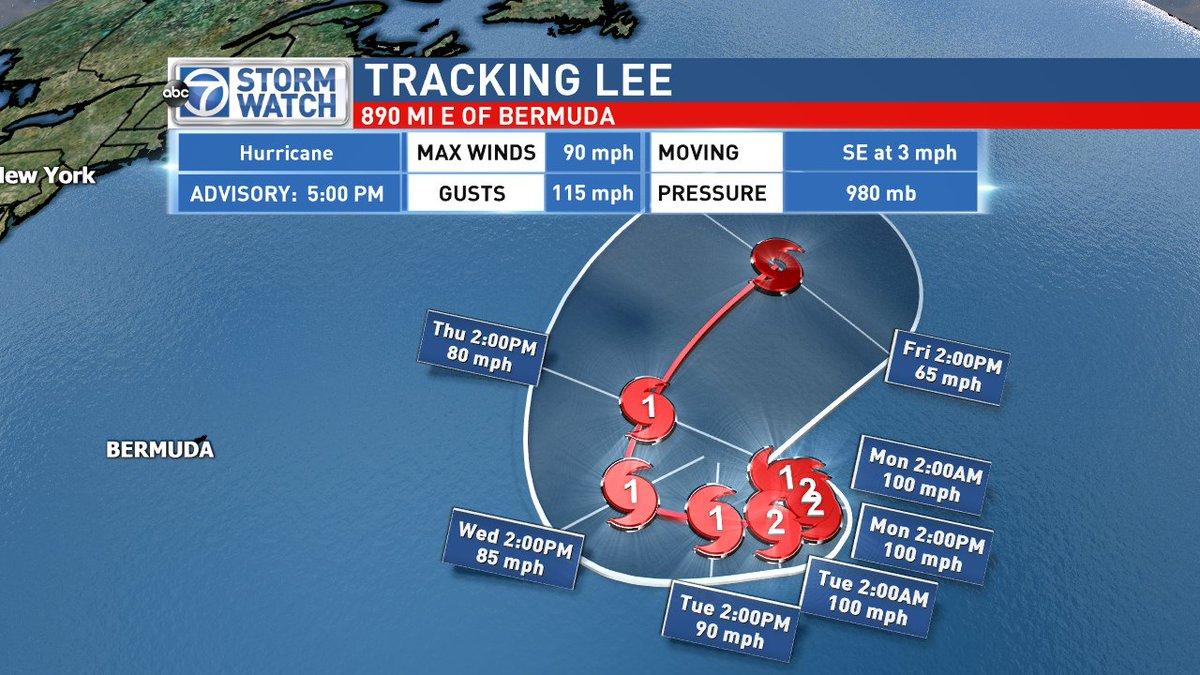 abc 7 STORM
WATCH
TRACKING LEE
890 MI E OF BERMUDA
Hurricane MAX WINDS 90 mph MOVING SE at 3 mph
ADVISORY: 5:00 PM GUSTS 115 mph PRESSURE 980 mb
ew York
Thu 2:00PM
80 mph
Fri 2:00PM
65 mph
1
BERMUDA
Mon 2:00AM
100 mph
1
1
1
2
2
2
Wed 2:00PM
85 mph
Mon 2:00PM
100 mph
Tue 2:00AM
100 mph
Tue 2:00PM
90 mph